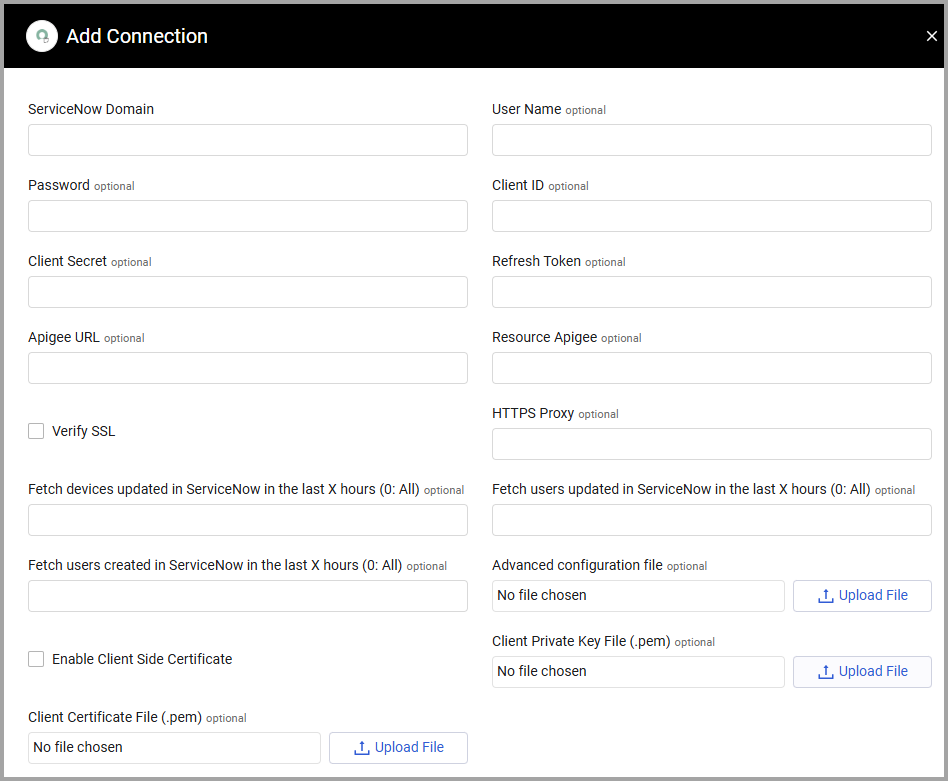 Add Connection
ServiceNow Domain
User Name optional
Password optional
Client ID optional
Client Secret optional
Refresh Token optional
Apigee URL optional
Resource Apigee optional
Verify SSL
HTTPS Proxy optional
Fetch devices updated in ServiceNow in the last X hours (0: All) optional
Fetch users updated in ServiceNow in the last X hours (0: All) optional
Fetch users created in ServiceNow in the last X hours (0: All) optional
Advanced configuration file optional
No file chosen
Upload File
Enable Client Side Certificate
Client Private Key File (.pem) optional
No file chosen
Upload File
Client Certificate File (.pem) optional
No file chosen
Upload File